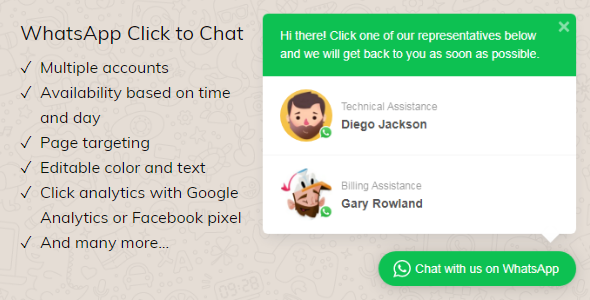 WhatsApp Click to Chat
✓ Multiple accounts
✓ Availability based on time
and day
✓ Page targeting
✓ Editable color and text
✓ Click analytics with Google
Analytics or Facebook pixel
✓ And many more...
Hi there! Click one of our representatives below
and we will get back to you as soon as possible.
Technical Assistance
Diego Jackson
Billing Assistance
Gary Rowland
Chat with us on WhatsApp